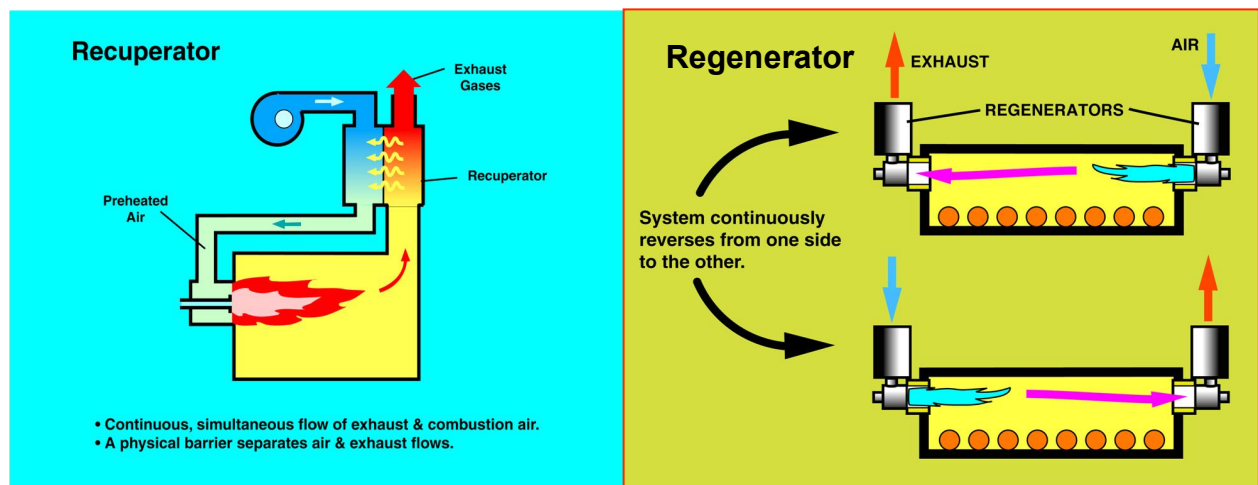 Recuperator
Exhaust
Gases
Recuperator
Preheated
Air
• Continuous, simultaneous flow of exhaust & combustion air.
• A physical barrier separates air & exhaust flows.
Regenerator
EXHAUST
AIR
REGENERATORS
System continuously
reverses from one side
to the other.